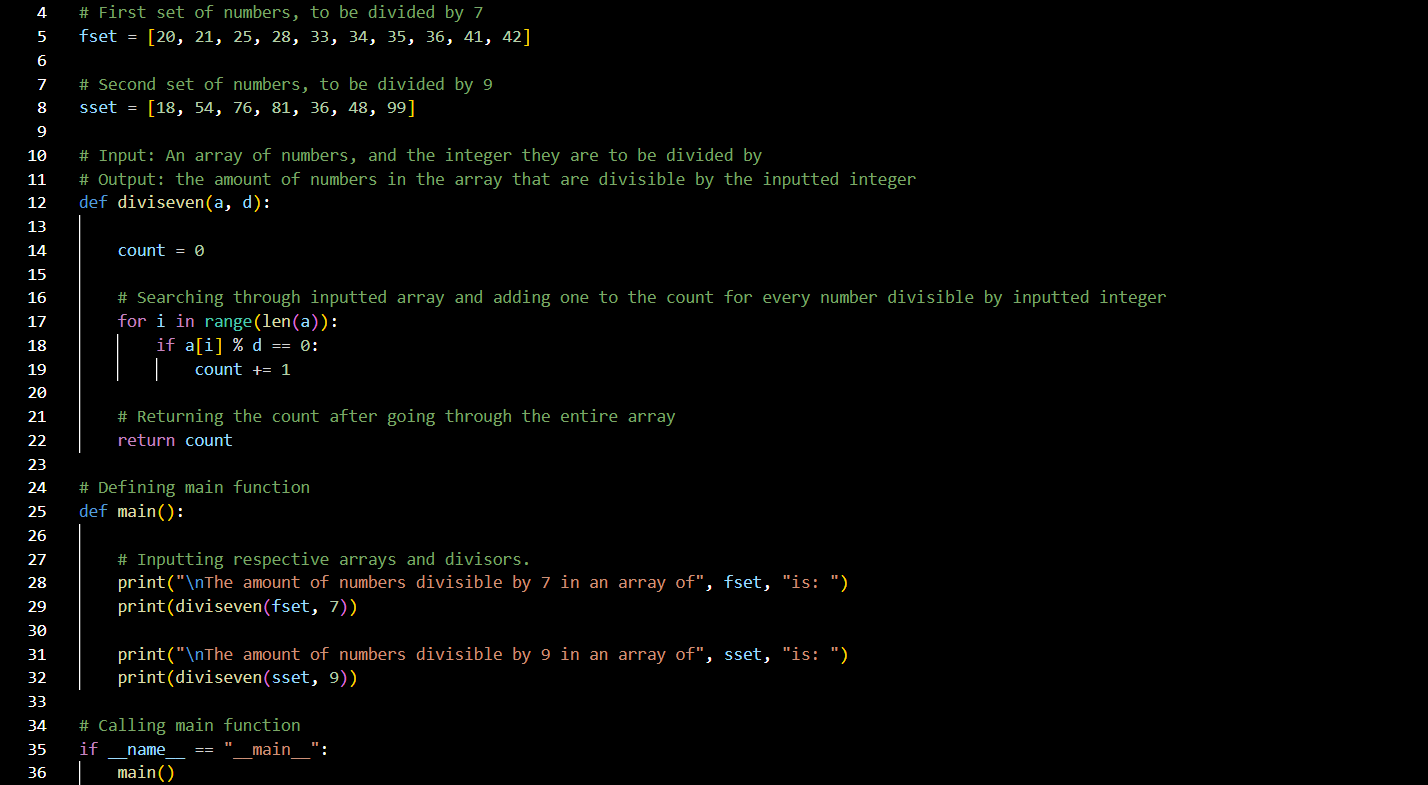 4 # First set of numbers, to be divided by 7
5 fset = [20, 21, 25, 28, 33, 34, 35, 36, 41, 42]
6
7 # Second set of numbers, to be divided by 9
8 sset = [18, 54, 76, 81, 36, 48, 99]
9
10 # Input: An array of numbers, and the integer they are to be divided by
11 # Output: the amount of numbers in the array that are divisible by the inputted integer
12 def diviseven(a, d):
13
14     count = 0
15
16     # Searching through inputted array and adding one to the count for every number divisible by inputted integer
17     for i in range(len(a)):
18         if a[i] % d == 0:
19             count += 1
20
21     # Returning the count after going through the entire array
22     return count
23
24 # Defining main function
25 def main():
26
27     # Inputting respective arrays and divisors.
28     print("\nThe amount of numbers divisible by 7 in an array of", fset, "is: ")
29     print(diviseven(fset, 7))
30
31     print("\nThe amount of numbers divisible by 9 in an array of", sset, "is: ")
32     print(diviseven(sset, 9))
33
34 # Calling main function
35 if __name__ == "__main__":
36     main()